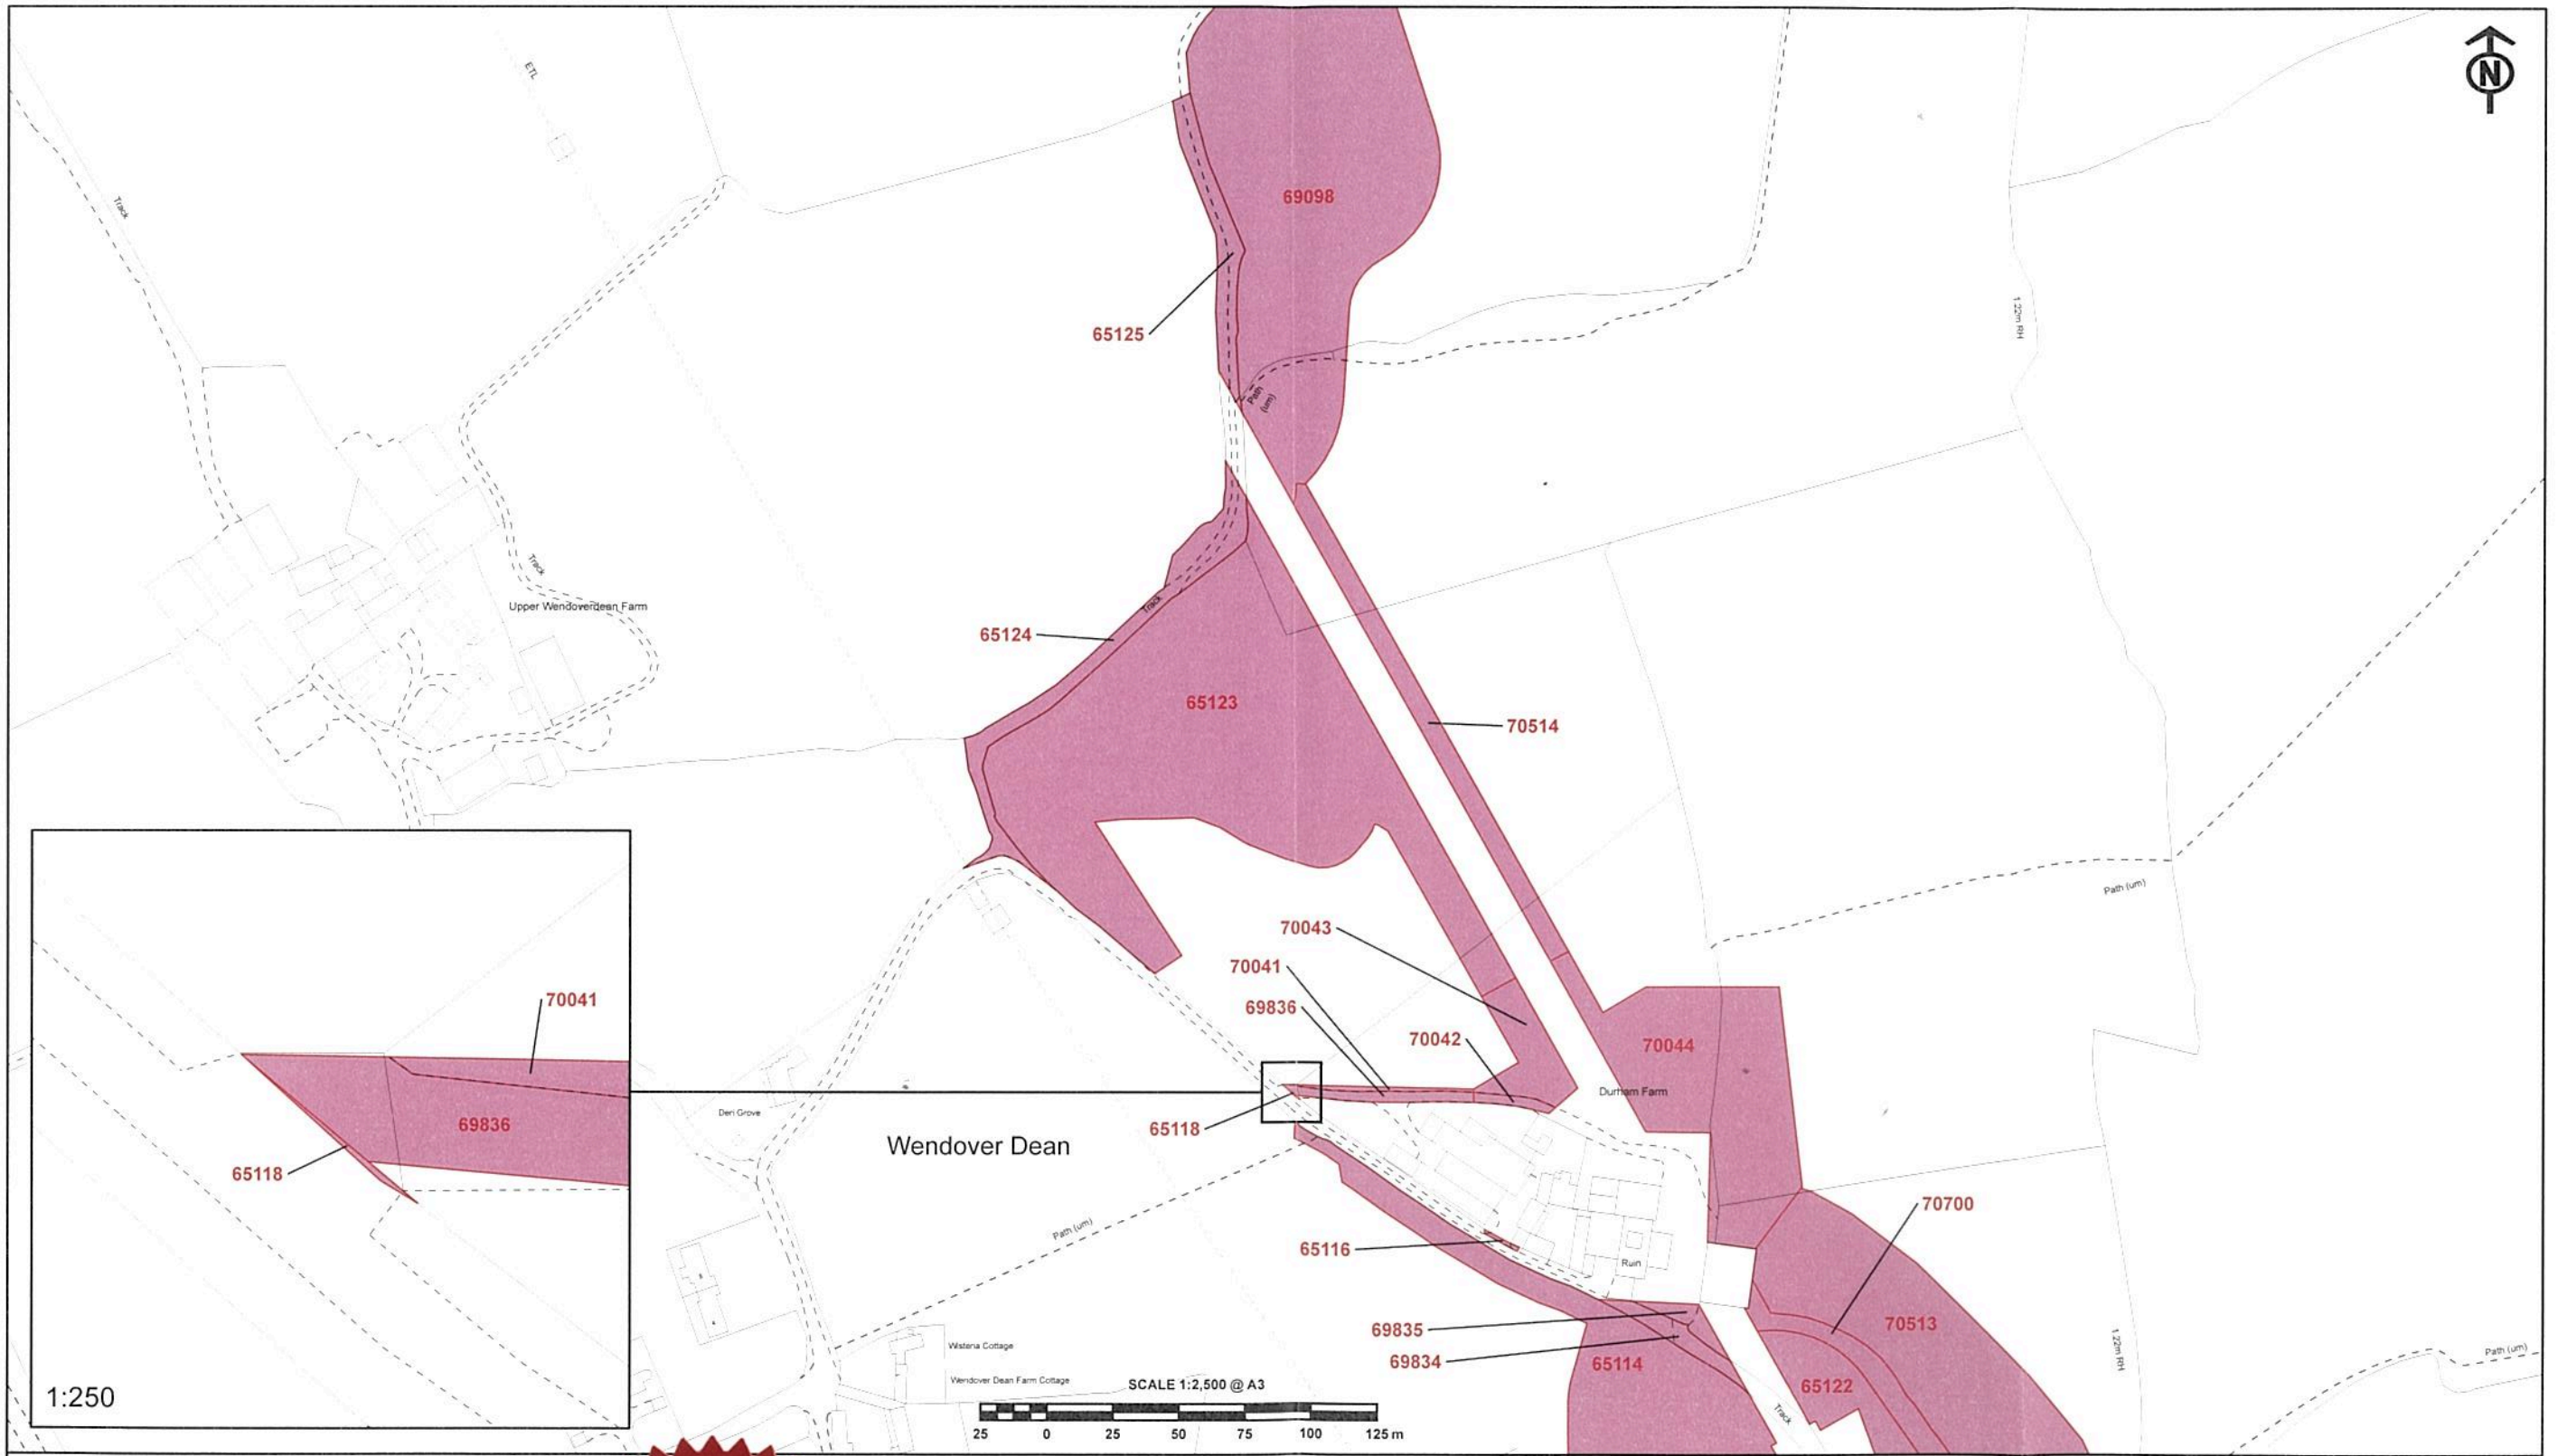 N
ETL
Track
69098
65125
1.22m RH
Path
(um)
Track
Upper Wendoverdean Farm
Track
65124
65123
70514
Path (um)
70043
70041
69836
70042
70044
Durham Farm
70041
69836
65118
1:250
Den Grove
65118
Wendover Dean
Path (um)
65116
Ruin
70700
69835
69834
70513
65114
65122
1.22m RH
Path (um)
Track
Wisteria Cottage
Wendover Dean Farm Cottage
SCALE 1:2,500 @ A3
25 0 25 50 75 100 125 m